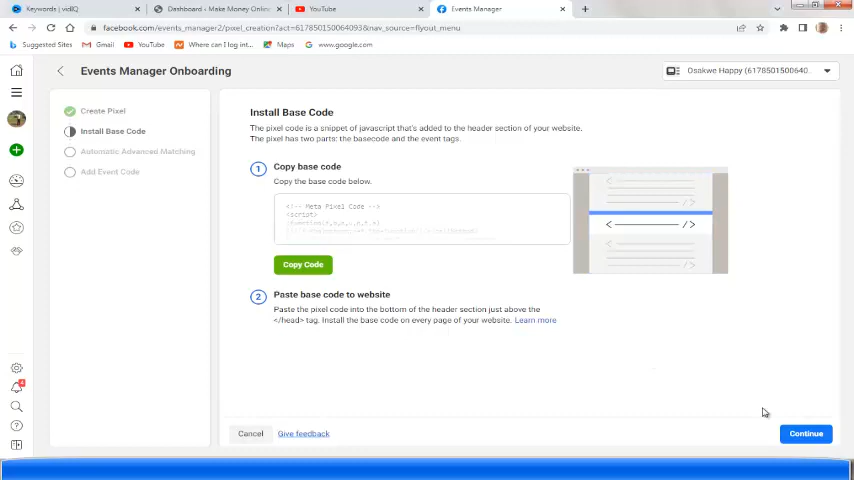 Keywords | vidIQ
Dashboard - Make Money Onlin
YouTube
Events Manager
facebook.com/events_manager2/pixel_creation?act=617850150064093&nav_source=flyout_menu
Suggested Sites
Gmail
YouTube
Where can I log int...
Maps
www.google.com
Events Manager Onboarding
Osakwe Happy (6178501500640...
Create Pixel
Install Base Code
Automatic Advanced Matching
Add Event Code
Install Base Code
The pixel code is a snippet of javascript that's added to the header section of your website.
The pixel has two parts: the basecode and the event tags.
1
Copy base code
Copy the base code below.
<!-- Meta Pixel Code -->
<script>
Copy Code
2
Paste base code to website
Paste the pixel code into the bottom of the header section just above the
</head> tag. Install the base code on every page of your website. Learn more
Cancel
Give feedback
Continue